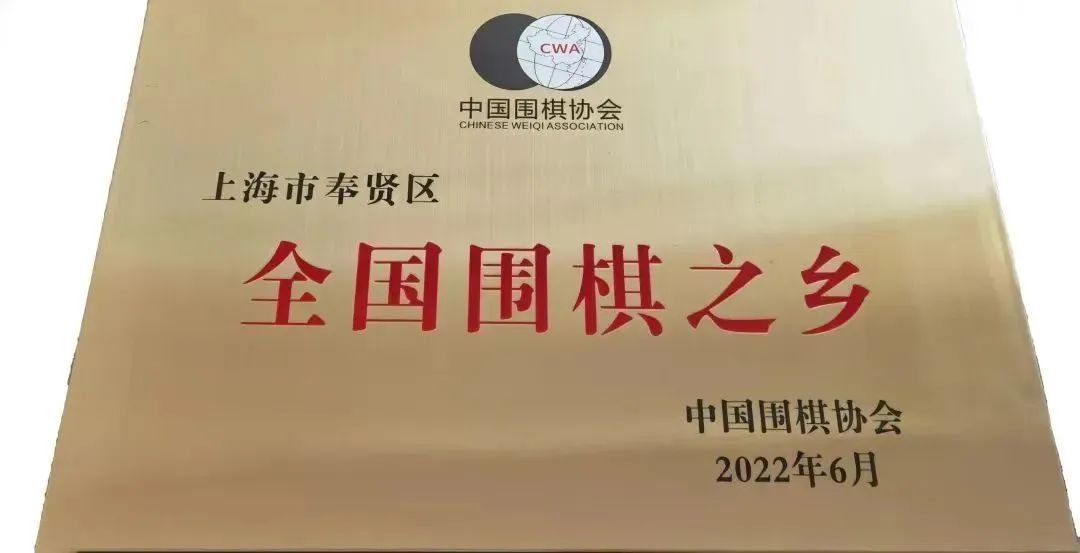 CWA
中国围棋协会
CHINESE WEIQI ASSOCIATION
上海市奉贤区
全国围棋之乡
中国围棋协会
2022年6月